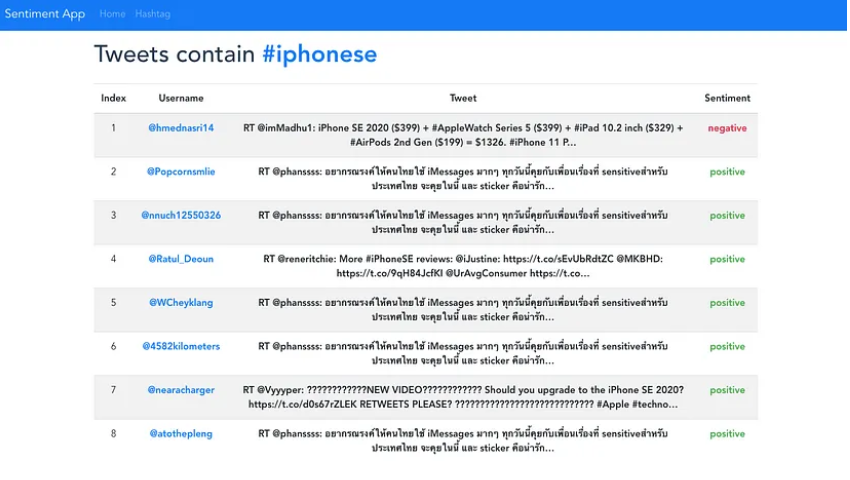 Sentiment App Home Hashtag
Tweets contain #iphonese
Index Username Tweet Sentiment
1 @hmednasri14 RT @imMadhu1: iPhone SE 2020 ($399) + #AppleWatch Series 5 ($399) + #iPad 10.2 inch ($329) + negative
#AirPods 2nd Gen ($199) = $1326. #iPhone 11 P...
2 @Popcornsmlie RT @phanssss: อยากรณรงค์ให้คนไทยใช้ iMessages มากๆ ทุกวันนี้คุยกับเพื่อนเรื่องที่ sensitiveสำหรับ positive
ประเทศไทย จะคุยในนี้ และ sticker คือน่ารัก...
3 @nnuch12550326 RT @phanssss: อยากรณรงค์ให้คนไทยใช้ iMessages มากๆ ทุกวันนี้คุยกับเพื่อนเรื่องที่ sensitiveสำหรับ positive
ประเทศไทย จะคุยในนี้ และ sticker คือน่ารัก...
4 @Ratul_Deoun RT @reneritchie: More #iPhoneSE reviews: @iJustine: https://t.co/sEvUbRdtZC @MKBHD: positive
https://t.co/9qH84JcfKI @UrAvgConsumer https://t.co...
5 @WCheyklang RT @phanssss: อยากรณรงค์ให้คนไทยใช้ iMessages มากๆ ทุกวันนี้คุยกับเพื่อนเรื่องที่ sensitiveสำหรับ positive
ประเทศไทย จะคุยในนี้ และ sticker คือน่ารัก...
6 @4582kilometers RT @phanssss: อยากรณรงค์ให้คนไทยใช้ iMessages มากๆ ทุกวันนี้คุยกับเพื่อนเรื่องที่ sensitiveสำหรับ positive
ประเทศไทย จะคุยในนี้ และ sticker คือน่ารัก...
7 @nearacharger RT @Vyyyper: ????????????NEW VIDEO???????????? Should you upgrade to the iPhone SE 2020? positive
https://t.co/d0s67rZLEK RETWEETS PLEASE? ???????????????????????????? #Apple #techno...
8 @atothepleng RT @phanssss: อยากรณรงค์ให้คนไทยใช้ iMessages มากๆ ทุกวันนี้คุยกับเพื่อนเรื่องที่ sensitiveสำหรับ positive
ประเทศไทย จะคุยในนี้ และ sticker คือน่ารัก...